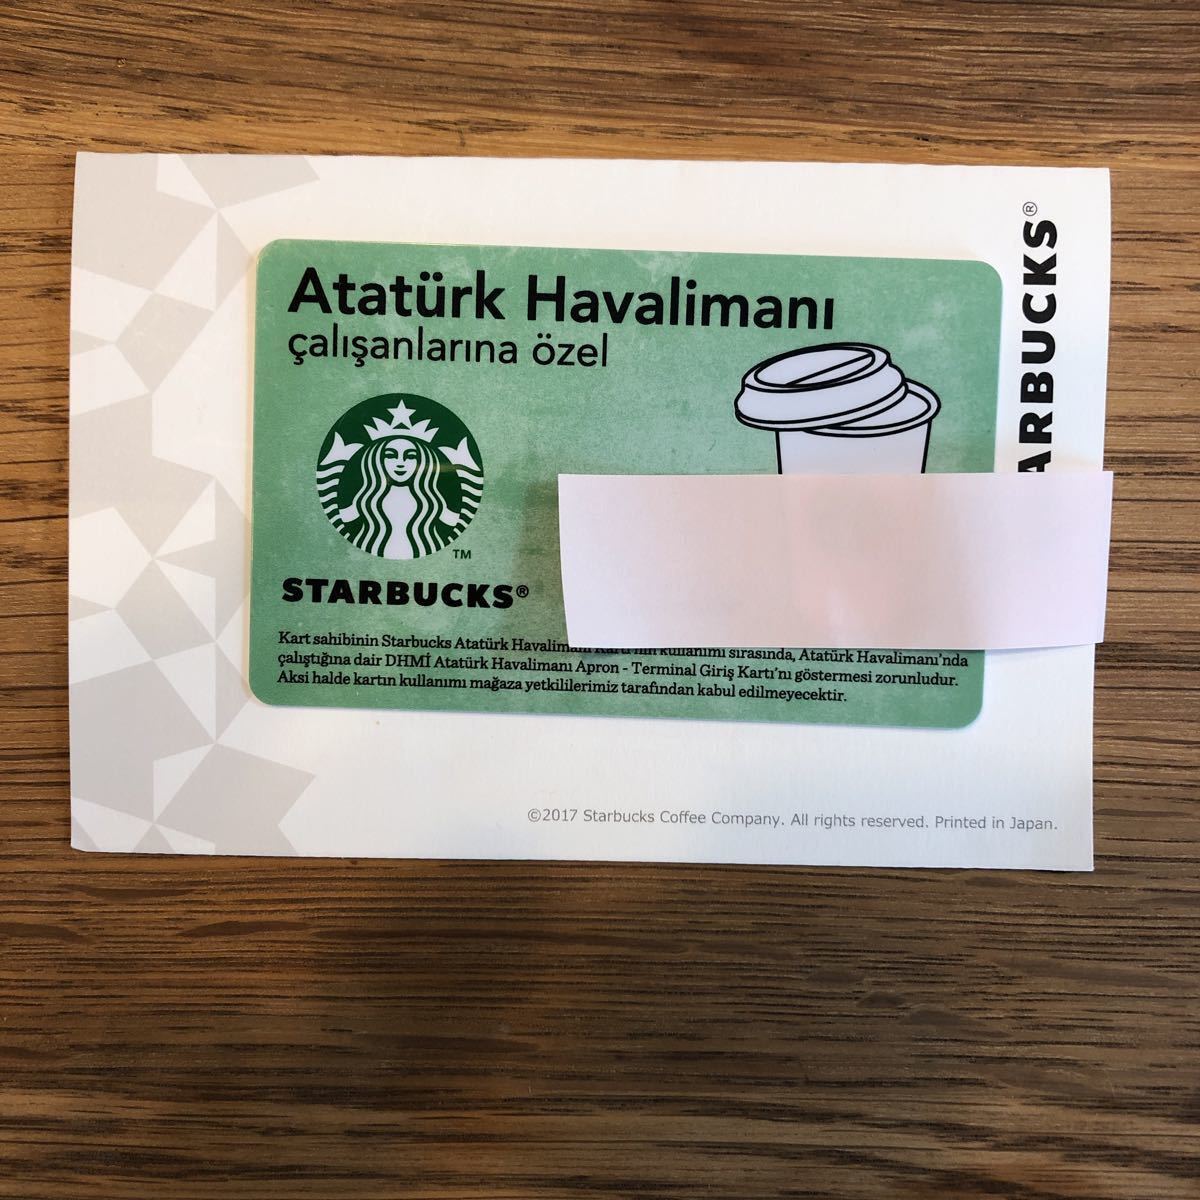 Atatürk Havalimanı
çalışanlarına özel
TM
STARBUCKS®
Kart sahibinin Starbucks Atatürk Havalimanı Kartı'nın kullanımı sırasında, Atatürk Havalimanı'nda
çalıştığına dair DHMİ Atatürk Havalimanı Apron - Terminal Giriş Kartı'nı göstermesi zorunludur.
Aksi halde kartın kullanımı mağaza yetkililerimiz tarafından kabul edilmeyecektir.
ARBUCKS®
©2017 Starbucks Coffee Company. All rights reserved. Printed in Japan.